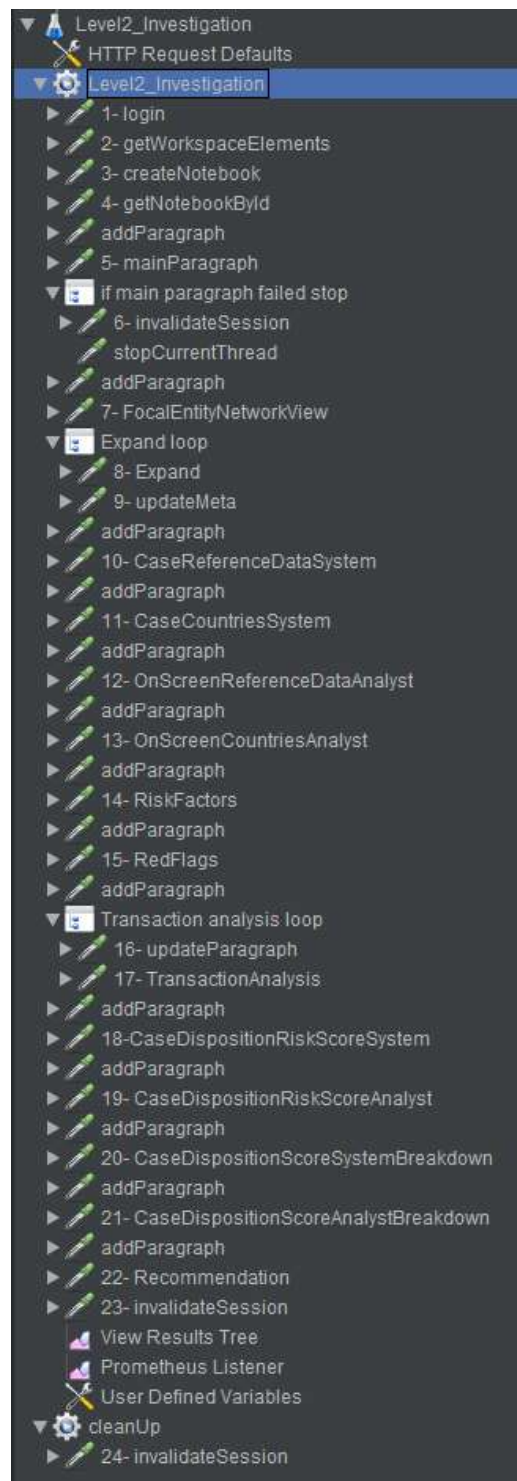 Level2_Investigation
HTTP Request Defaults
Level2_Investigation
1- login
2- getWorkspaceElements
3- createNotebook
4- getNotebookById
addParagraph
5- mainParagraph
if main paragraph failed stop
6- invalidateSession
stopCurrentThread
addParagraph
7- FocalEntityNetworkView
Expand loop
8- Expand
9- updateMeta
addParagraph
10- CaseReferenceDataSystem
addParagraph
11- CaseCountriesSystem
addParagraph
12- OnScreenReferenceDataAnalyst
addParagraph
13- OnScreenCountriesAnalyst
addParagraph
14- RiskFactors
addParagraph
15- RedFlags
addParagraph
Transaction analysis loop
16- updateParagraph
17- TransactionAnalysis
addParagraph
18-CaseDispositionRiskScoreSystem
addParagraph
19- CaseDispositionRiskScoreAnalyst
addParagraph
20- CaseDispositionScoreSystemBreakdown
addParagraph
21- CaseDispositionScoreAnalystBreakdown
addParagraph
22- Recommendation
23- invalidateSession
View Results Tree
Prometheus Listener
User Defined Variables
cleanUp
24- invalidateSession